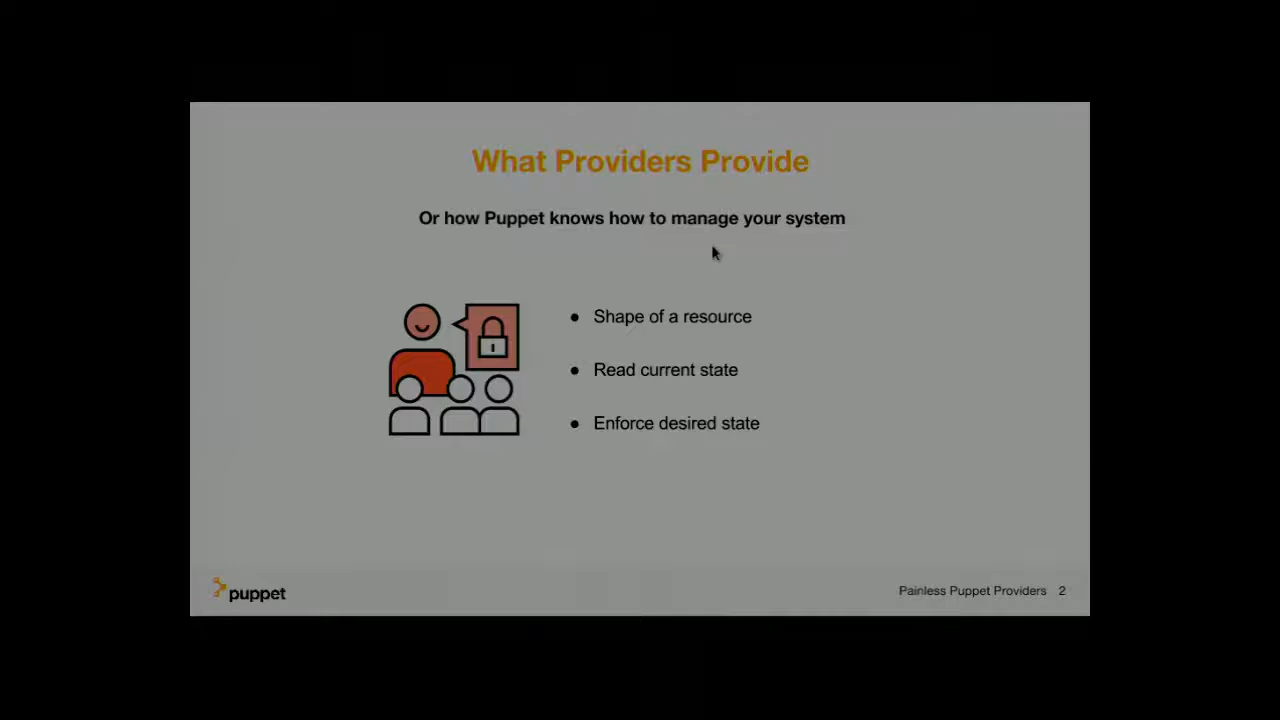 What Providers Provide
Or how Puppet knows how to manage your system
● Shape of a resource
● Read current state
● Enforce desired state
puppet
Painless Puppet Providers 2